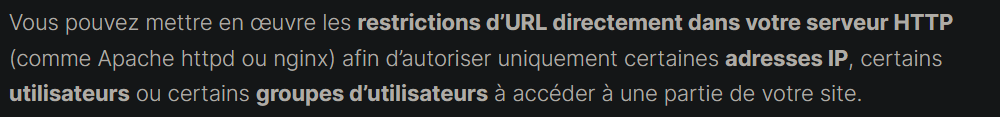 Vous pouvez mettre en œuvre les restrictions d’URL directement dans votre serveur HTTP
(comme Apache httpd ou nginx) afin d’autoriser uniquement certaines adresses IP, certains
utilisateurs ou certains groupes d’utilisateurs à accéder à une partie de votre site.